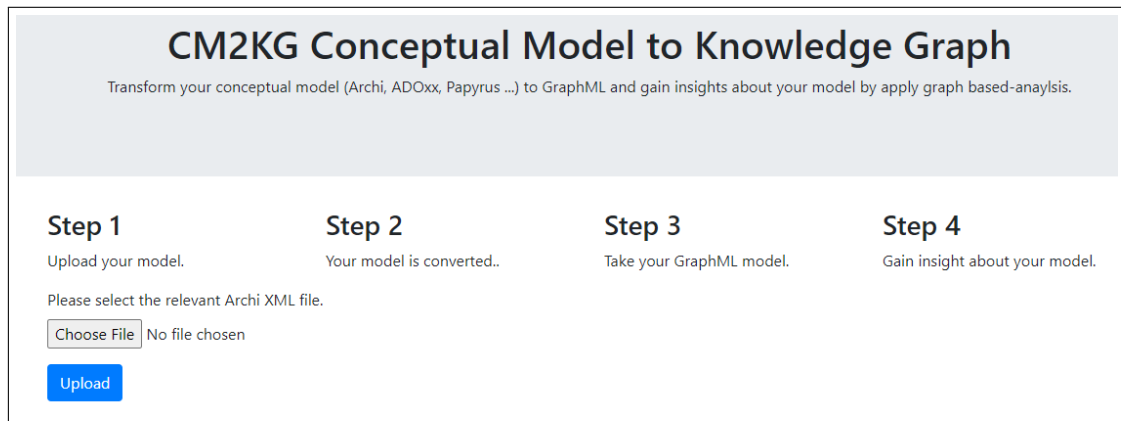 CM2KG Conceptual Model to Knowledge Graph
Transform your conceptual model (Archi, ADOxx, Papyrus ...) to GraphML and gain insights about your model by apply graph based-anaylsis.
Step 1
Upload your model.
Step 2
Your model is converted..
Step 3
Take your GraphML model.
Step 4
Gain insight about your model.
Please select the relevant Archi XML file.
Choose File No file chosen
Upload